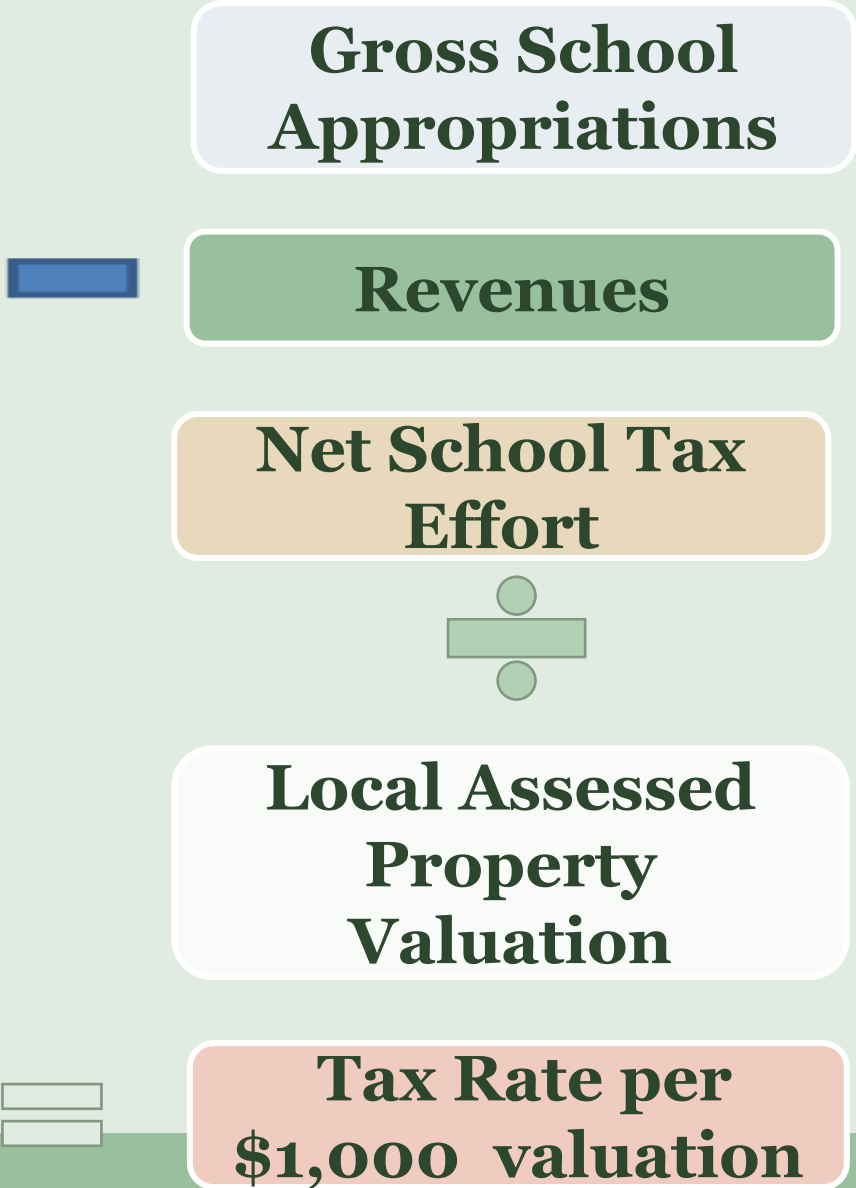 Gross School
Appropriations
Revenues
Net School Tax
Effort
Local Assessed
Property
Valuation
Tax Rate per
$1,000 valuation